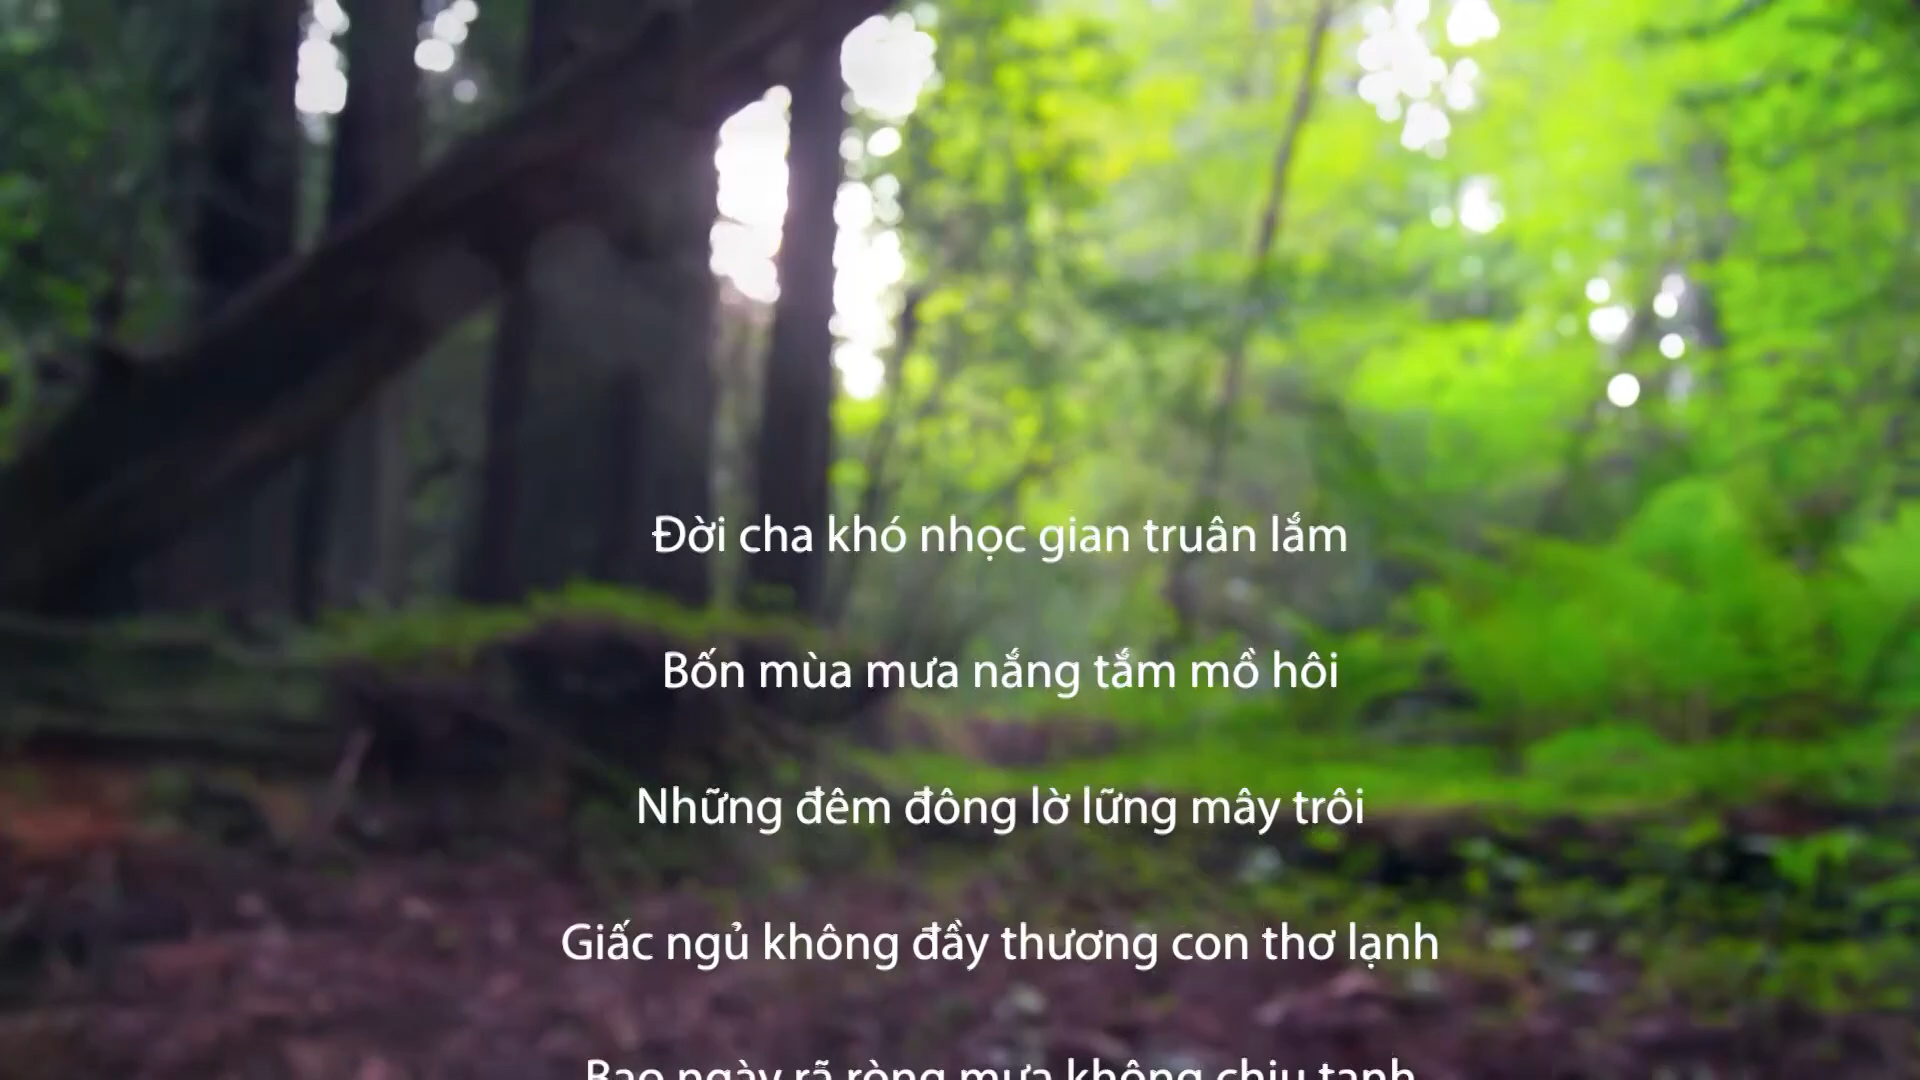 Đời cha khó nhọc gian truân lắm
Bốn mùa mưa nắng tắm mồ hôi
Những đêm đông lờ lững mây trôi
Giấc ngủ không đầy thương con thơ lạnh
Bao ngày rã ròng mưa không chịu tạnh